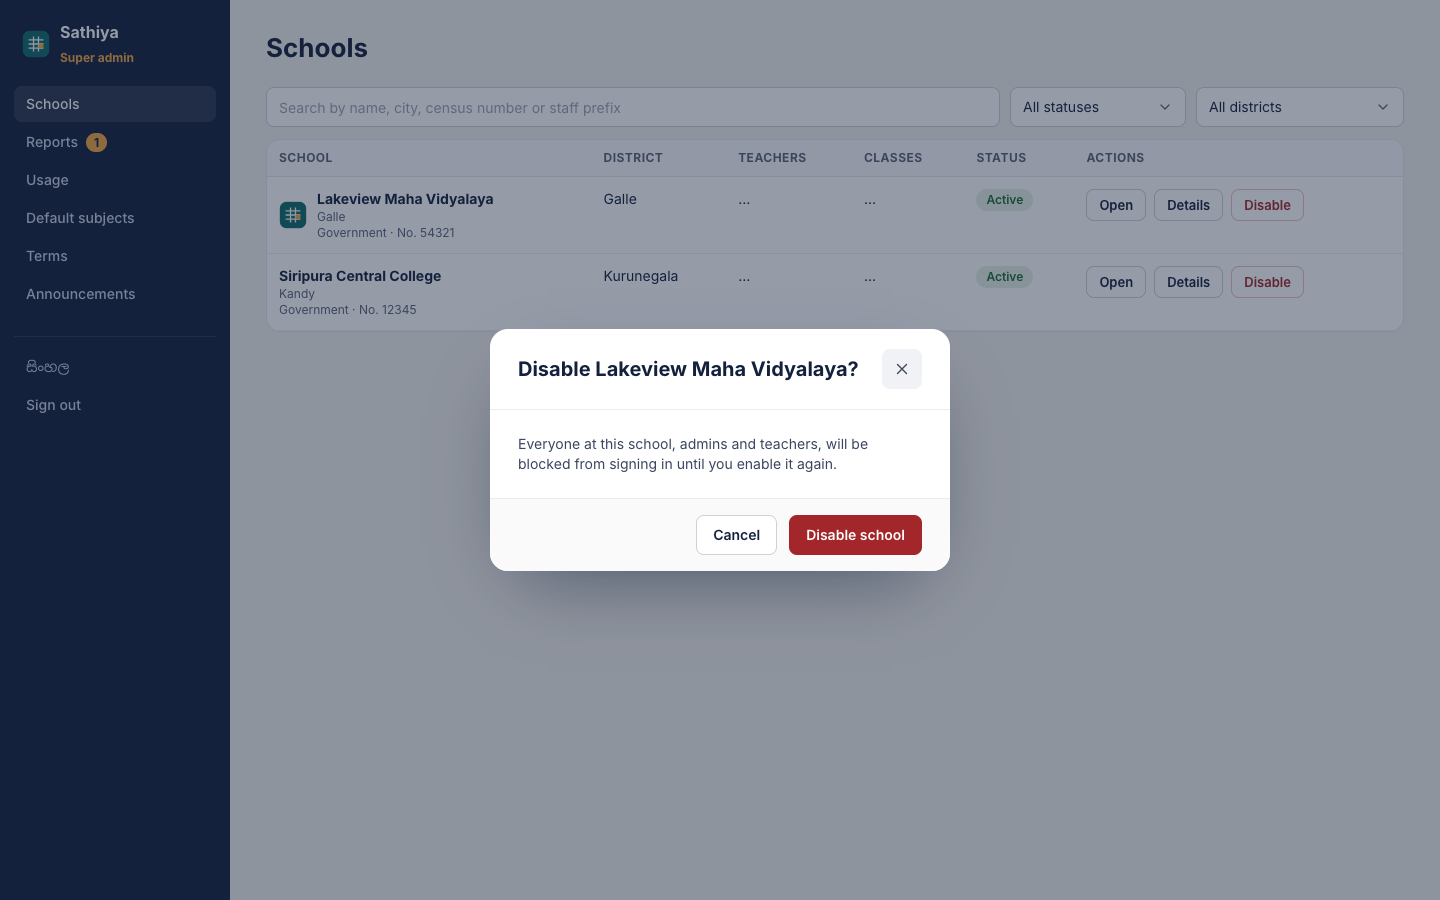 Sathiya
Super admin
Schools
Reports 1
Usage
Default subjects
Terms
Announcements
සිංහල
Sign out
Schools
Search by name, city, census number or staff prefix
All statuses
All districts
SCHOOL DISTRICT TEACHERS CLASSES STATUS ACTIONS
Lakeview Maha Vidyalaya Galle ... ... Active Open Details Disable
Galle
Government · No. 54321
Siripura Central College Kurunegala ... ... Active Open Details Disable
Kandy
Government · No. 12345
Disable Lakeview Maha Vidyalaya?
Everyone at this school, admins and teachers, will be
blocked from signing in until you enable it again.
Cancel Disable school